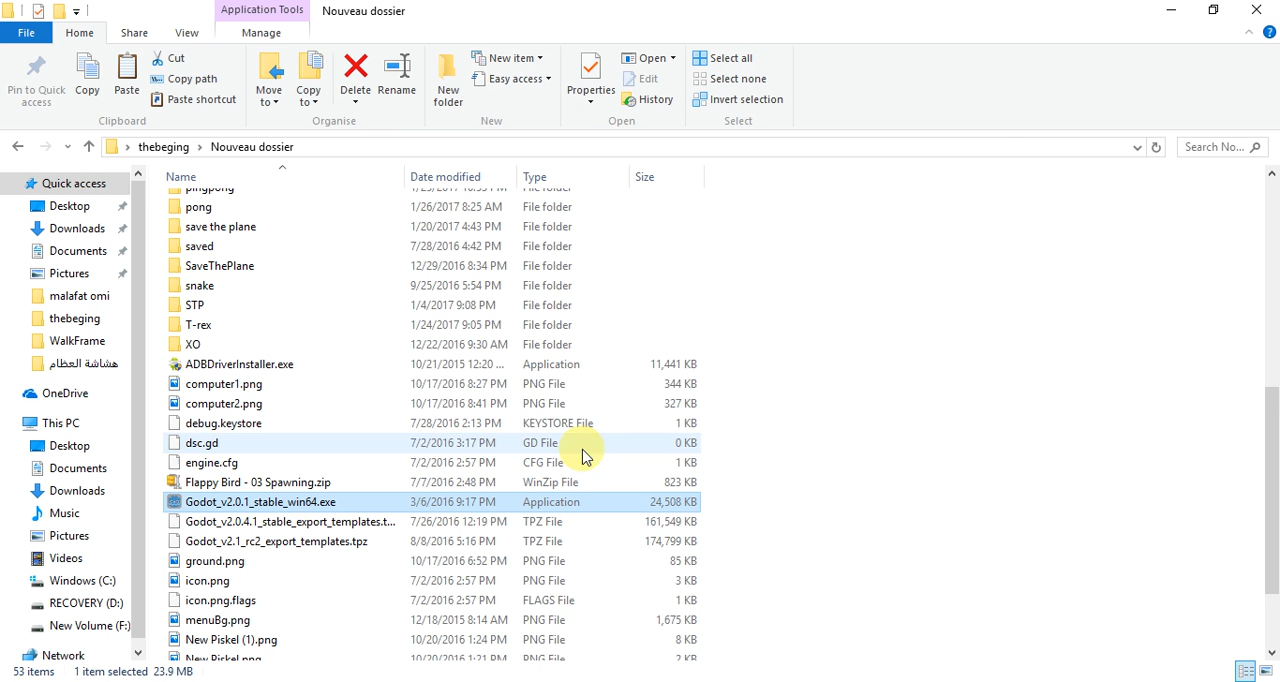 Application Tools Nouveau dossier
File Home Share View Manage
Pin to Quick access
Copy
Paste
Cut
Copy path
Paste shortcut
Clipboard
Move to
Copy to
Delete
Rename
Organise
New folder
New item
Easy access
New
Properties
Open
Edit
History
Open
Select all
Select none
Invert selection
Select
thebeging › Nouveau dossier
Search No...
Quick access
Desktop
Downloads
Documents
Pictures
malafat omi
thebeging
WalkFrame
هشاشة العظام
OneDrive
This PC
Desktop
Documents
Downloads
Music
Pictures
Videos
Windows (C:)
RECOVERY (D:)
New Volume (F:)
Network
Name Date modified Type Size
pong 1/26/2017 8:25 AM File folder
save the plane 1/20/2017 4:43 PM File folder
saved 7/28/2016 4:42 PM File folder
SaveThePlane 12/29/2016 8:34 PM File folder
snake 9/25/2016 5:54 PM File folder
STP 1/4/2017 9:08 PM File folder
T-rex 1/24/2017 9:05 PM File folder
XO 12/22/2016 9:30 AM File folder
ADBDriverInstaller.exe 10/21/2015 12:20 ... Application 11,441 KB
computer1.png 10/17/2016 8:27 PM PNG File 344 KB
computer2.png 10/17/2016 8:41 PM PNG File 327 KB
debug.keystore 7/28/2016 2:13 PM KEYSTORE File 1 KB
dsc.gd 7/2/2016 3:17 PM GD File 0 KB
engine.cfg 7/2/2016 2:57 PM CFG File 1 KB
Flappy Bird - 03 Spawning.zip 7/7/2016 2:48 PM WinZip File 823 KB
Godot_v2.0.1_stable_win64.exe 3/6/2016 9:17 PM Application 24,508 KB
Godot_v2.0.4.1_stable_export_templates.t... 7/26/2016 12:19 PM TPZ File 161,549 KB
Godot_v2.1_rc2_export_templates.tpz 8/8/2016 5:16 PM TPZ File 174,799 KB
ground.png 10/17/2016 6:52 PM PNG File 85 KB
icon.png 7/2/2016 2:57 PM PNG File 3 KB
icon.png.flags 7/2/2016 2:57 PM FLAGS File 1 KB
menuBg.png 12/18/2015 8:14 AM PNG File 1,675 KB
New Piskel (1).png 10/20/2016 1:24 PM PNG File 8 KB
New Piskel.png 10/20/2016 1:21 PM PNG File 2 KB
53 items 1 item selected 23.9 MB